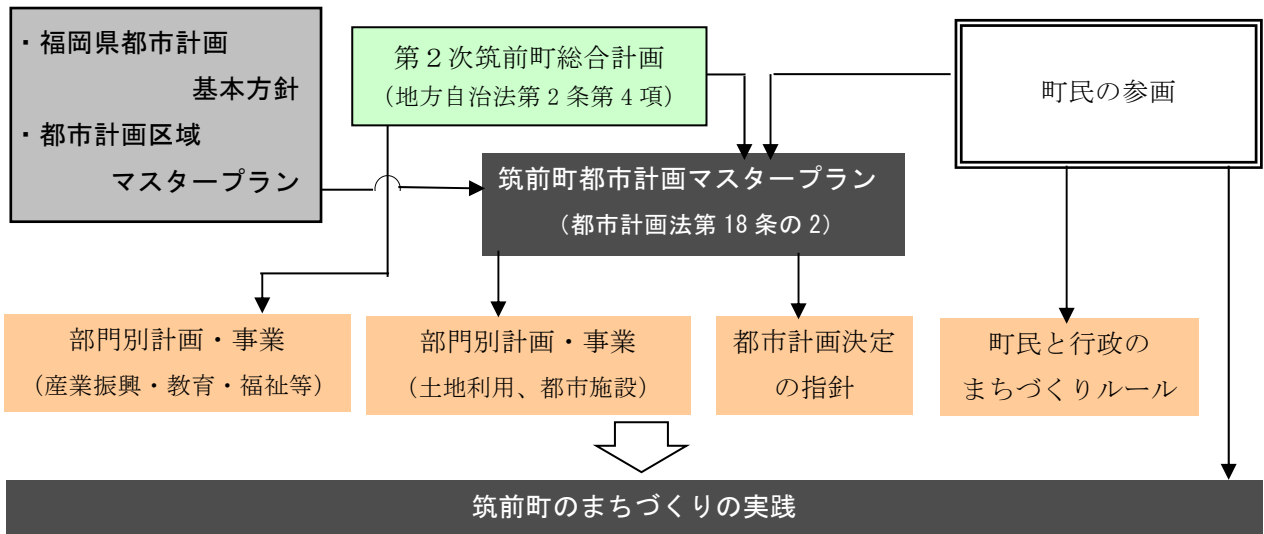 ・福岡県都市計画
基本方針
・都市計画区域
マスタープラン
第２次筑前町総合計画
（地方自治法第２条第４項）
町民の参画
筑前町都市計画マスタープラン
（都市計画法第 18 条の 2）
部門別計画・事業
（産業振興・教育・福祉等）
部門別計画・事業
（土地利用、都市施設）
都市計画決定
の指針
町民と行政の
まちづくりルール
筑前町のまちづくりの実践